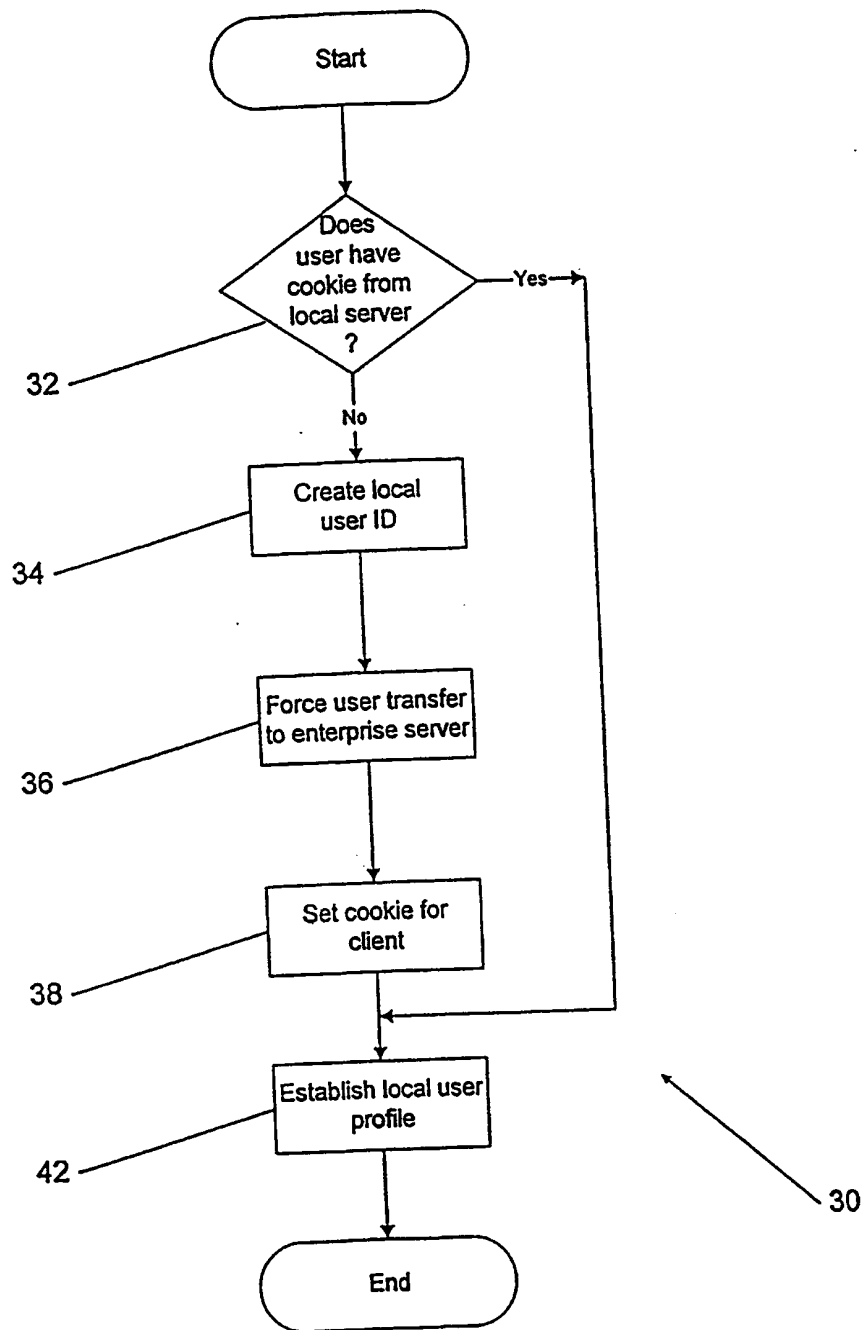 Start
Does
user have
cookie from
local server
?
Yes
32
No
Create local
user ID
34
Force user transfer
to enterprise server
36
Set cookie for
client
38
Establish local user
profile
42
30
End